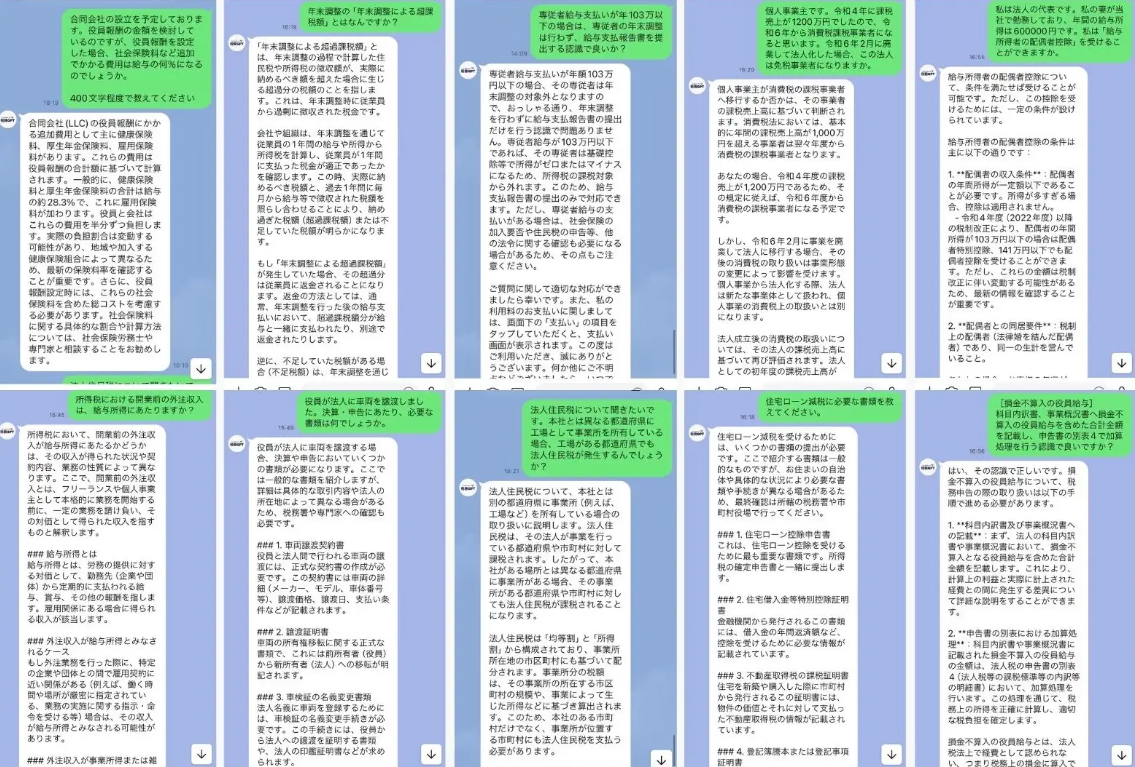 合同会社の設立を予定しておりま
す。役員報酬の金額を検討して
いるのですが、役員報酬を設定
した場合、社会保険料など追加
でかかる費用は給与の何%になる
のでしょうか。
400文字程度で教えてください
合同会社 (LLC) の役員報酬にかか
る追加費用として主に健康保険
料、厚生年金保険料、雇用保険
料があります。これらの費用は
役員報酬の合計額に基づいて計算
されます。一般的に、健康保険
料と厚生年金保険料の合計は給与
の約28.3%で、これに雇用保険
料が加わります。役員と会社は
これらの費用を半分ずつ負担しま
す。実際の負担割合は変動する
可能性があり、地域や加入する
健康保険組合によって異なるた
め、最新の保険料率を確認する
ことが重要です。さらに、役員
報酬設定時には、これらの社会
保険料を含めた総コストを考慮す
る必要があります。社会保険料
に関する具体的な割合や計算方法
については、社会保険労務士や
専門家と相談することをお勧めし
ます。
年末調整の「年末調整による超過課
税額」とはなんですか?
「年末調整による超過課税額」と
は、年末調整の過程で計算した住
民税や所得税の徴収額が、実際に
納めるべき額を超えた場合に生じ
る超過分の税額のことを指しま
す。これは、年末調整時に従業員
から過剰に徴収された税金です。
会社や組織は、年末調整を通じて
従業員の1年間の給与や所得から
所得税を計算し、従業員が1年間
に支払った税金が適正であったか
を確認します。この時、実際に納
めるべき税額と、過去1年間に毎
月から給与等で徴収された税額を
照らし合わせることにより、納め
過ぎた税額 (超過課税額) または不
足していた税額が明らかになりま
す。
もし「年末調整による超過課税額」
が発生していた場合、その超過分
は従業員に返金されることになり
ます。返金の方法としては、通
常、年末調整を行った後の給与支
払いにおいて、超過課税額分が給
与と一緒に支払われたり、別途で
返金されたりします。
逆に、不足していた税額がある場
合 (不足税額) は、年末調整を通じ
専従者給与支払いが年103万以
下の場合は、専従者の年末調整
は行わず、給与支払報告書を提
出する認識で良いか?
14:09
専従者給与支払いが年額103万
円以下の場合、その専従者は年
末調整の対象外となりますの
で、おっしゃる通り、年末調整
を行わずに給与支払報告書の提出
だけを行う認識で問題ありませ
ん。専従者給与が103万円以下
であれば、その専従者は基礎控
除等で所得がゼロまたはマイナス
になるため、所得税の課税対象
から外れます。このため、給与支
払報告書の提出のみで対応でき
ます。ただし、専従者給与の支
払いがある場合は、社会保険の
加入要否や住民税の申告等、他
の法令に関する確認も必要になる
場合があるため、その点もご注
意ください。
ご質問に関して適切な対応ができ
ましたら幸いです。また、私の
利用料のお支払いに関しまして
は、画面下の「支払い」の項目を
タップしていただくと、支払い
画面が表示されます。この度は
ご利用いただき、誠にありがと
個人事業主です。令和4年に課税
売上が1200万円でしたので、令
和6年から消費税課税事業者にな
ると思います。令和6年2月に廃
業して法人化した場合、この法人
は免税事業者になりますか。
個人事業主が消費税の課税事業者
へ移行するか否かは、その事業者
の課税売上高に基づいて判断され
ます。消費税法においては、基本
的に年間の課税売上高が1,000万
円を超える事業者は翌々年度から
消費税の課税事業者となります。
あなたの場合、令和4年度の課税
売上が1,200万円であるため、そ
の規定に従えば、令和6年度から
消費税の課税事業者になる予定で
す。
しかし、令和6年2月に事業を廃
業して法人に移行する場合、その
後の消費税の取り扱いは事業形態
の変更によって影響を受けます。
個人事業から法人化する際、法人
は新たな事業体として扱われ、個
人事業の消費税上の取扱いとは別
になります。
法人成立後の消費税の取扱いにつ
いては、その法人の課税売上高に
基づいて再び評価されます。法人
としての初年度の課税売上高が
私は法人の代表です。私の妻が当
社で勤務しており、年間の給与所
得は600000円です。私は「給与
所得者の配偶者控除」を受けるこ
とができますか。
給与所得者の配偶者控除につい
て、条件を満たせば受けることが
可能です。ただし、この控除を受
けるためには、一定の条件が設け
られています。
給与所得者の配偶者控除の条件は
主に以下の通りです：
1. **配偶者の収入条件**：配偶者
の年間所得が一定額以下であるこ
とが必要です。所得が多すぎる場
合、控除は適用されません。
- 令和4年度 (2022年度) 以降
の税制改正により、配偶者の年間
所得が103万円以下の場合は配偶
者特別控除、141万円以下でも配
偶者控除を受けることができま
す。ただし、これらの金額は税制
改正に伴い変動する可能性がある
ため、最新の情報を確認すること
が重要です。
2. **配偶者との同居要件**：税制上
の配偶者 (法律婚を結んだ配偶
者) であり、同一の生計を営んで
いること。
所得税における開業前の外注収入
は、給与所得にあたりますか?
所得税において、開業前の外注収
入が給与所得にあたるかどうか
は、その収入が得られた状況や契
約内容、業務の性質によって異な
ります。ここで、開業前の外注収
入とは、フリーランスや個人事業
主として本格的に業務を開始する
前に、一定の業務を請け負い、そ
の対価として得られた収入を指す
ものと解釈します。
### 給与所得とは
給与所得とは、労務の提供に対す
る対価として、勤務先 (企業や団
体) から定期的に支払われる給
与、賞与、その他の報酬を指しま
す。雇用関係にある場合に得られ
る収入が該当します。
### 外注収入が給与所得とみなさ
れるケース
もし外注業務を行った際に、特定
の企業や団体との間で雇用契約に
近い関係がある (例えば、働く時
間や場所が厳密に指定されてい
る、業務の実施に関する指示・命
令を受ける等) 場合は、その収入
が給与所得とみなされる可能性が
あります。
### 外注収入が事業所得または雑
役員が法人に車両を譲渡しまし
た。決算・申告にあたり、必要な
書類は何でしょうか。
15:49
役員が法人に車両を譲渡する場
合、決算や申告においていくつか
の書類が必要になります。ここで
は一般的な書類を紹介しますが、
詳細は具体的な取引内容や法人の
所在地によって異なる場合がある
ため、税務署や専門家への確認も
必要です。
### 1. 車両譲渡契約書
役員と法人間で行われる車両の譲
渡には、正式な契約書の作成が必
要です。この契約書には車両の詳
細 (メーカー、モデル、車体番号
等)、譲渡価格、譲渡日、支払い条
件などが記載されます。
### 2. 譲渡証明書
車両の所有権移転に関する正式な
書類で、これには前所有者 (役員)
から新所有者 (法人) への移転が明
記されます。
### 3. 車検証の名義変更書類
法人名義に車両を登録するために
は、車検証の名義変更手続きが必
要です。この手続きには、役員か
ら法人への譲渡を証明する書類
や、法人の印鑑証明書などが求め
られます。
法人住民税について聞きたいで
す。本社とは異なる都道府県に
工場として事業所を所有している
場合、工場がある都道府県でも
法人住民税が発生するんでしょう
か?
法人住民税について、本社とは
別の都道府県に事業所 (例えば、
工場など) を所有している場合の
取り扱いに説明します。法人住
民税は、その法人が事業を行っ
ている都道府県や市町村に対して
課税されます。したがって、本
社がある場所とは異なる都道府県
に事業所がある場合、その事業
所がある都道府県や市町村に対し
ても法人住民税が課されることに
なります。
法人住民税は「均等割」と「所得
割」から構成されており、事業所
所在地の市区町村にも基づいて配
分されます。事業所分の税額
は、その事業所の所在する市区
町村の規模や、事業によって生
じた所得などに基き算出されま
す。このため、本社のある市町
村だけでなく、事業所が位置す
る市町村にも法人住民税を支払う
必要があります。
住宅ローン減税に必要な書類を教
えてください。
住宅ローン減税を受けるために
は、いくつかの書類の提出が必要
です。ここで紹介する書類は一般
的なものですが、お住まいの自治
体や具体的な状況により必要な書
類や手続きが異なる場合があるた
め、最終確認は所轄の税務署や市
町村役場で行ってください。
### 1. 住宅ローン控除申告書
これは、住宅ローン控除を受ける
ために最も重要な書類です。所得
税の確定申告書と一緒に提出しま
す。
### 2. 住宅借入金等特別控除証明
書
金融機関から発行されるこの書類
には、借入金の年間返済額など、
控除を受けるために必要な情報が
記載されています。
### 3. 不動産取得税の課税証明書
住宅を新築や購入した際に市町村
から発行されるこの証明書には、
物件の価値とそれに対して支払っ
た不動産取得税の情報が記載され
ています。
### 4. 登記簿謄本または登記事項
証明書
[損金不算入の役員給与]
科目内訳書、事業概況書へ損金不
算入の役員給与を含めた合計金額
を記載し、申告書の別表4で加算
処理を行う認識で良いですか?
はい、その認識で正しいです。損
金不算入の役員給与について、税
務申告の際の取り扱いは以下の手
順で進める必要があります。
1. **科目内訳書及び事業概況書へ
の記載**：まず、法人の科目内訳
書や事業概況書において、損金不
算入となる役員給与を含めた合計
金額を記載します。これにより、
計算上の利益と実際に計上された
経費との間に発生する差異につい
て詳細な説明をすることができま
す。
2. **申告書の別表における加算処
理**：科目内訳書や事業概況書に
記載された損金不算入の役員給与
の金額は、法人税の申告書の別表
4 (法人税等の課税標準等の内訳等
の明細書) において、加算処理を
行います。この処理を通じて、税
務上の所得を正確に計算し、適切
な税負担を確定します。
損金不算入の役員給与とは、法人
税法上で経費として認められな
い、つまり税務上の損金に算入で